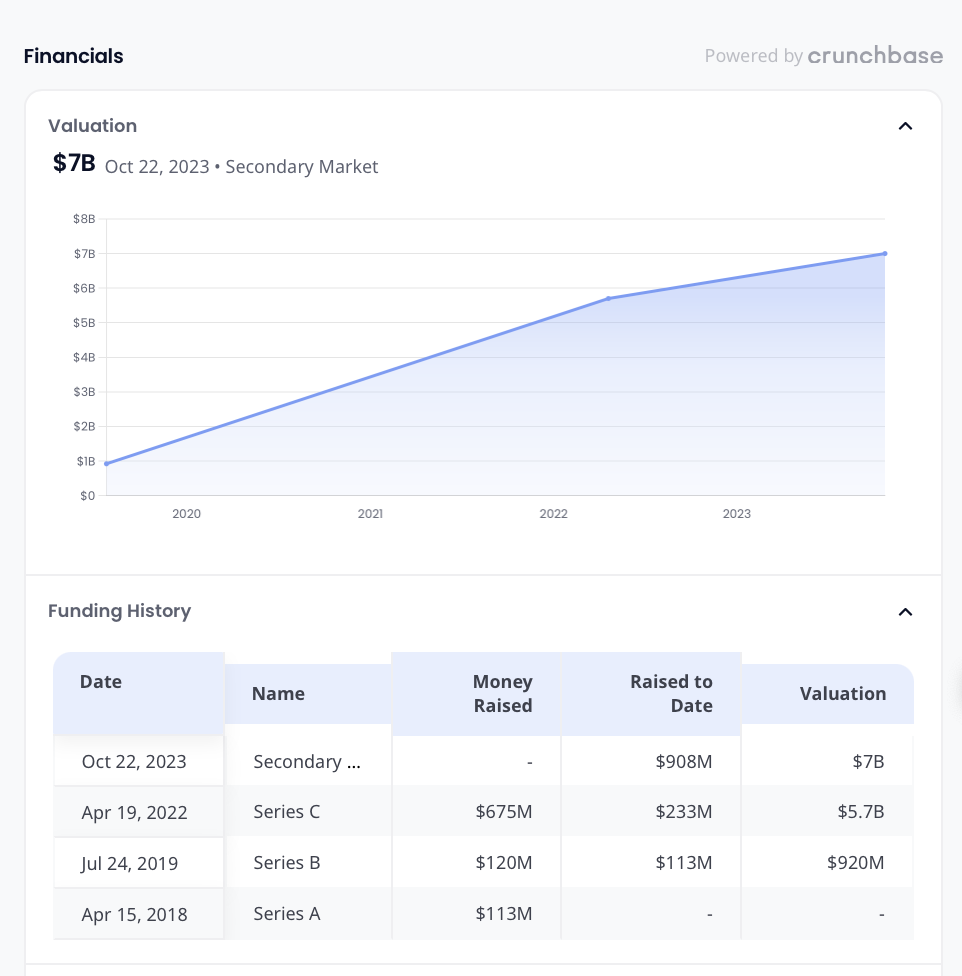 Financials
Powered by crunchbase
Valuation
$7B Oct 22, 2023 • Secondary Market
$8B
$7B
$6B
$5B
$4B
$3B
$2B
$1B
$0
2020 2021 2022 2023
Funding History
Date Name Money Raised Raised to Date Valuation
Oct 22, 2023 Secondary ... - $908M $7B
Apr 19, 2022 Series C $675M $233M $5.7B
Jul 24, 2019 Series B $120M $113M $920M
Apr 15, 2018 Series A $113M - -